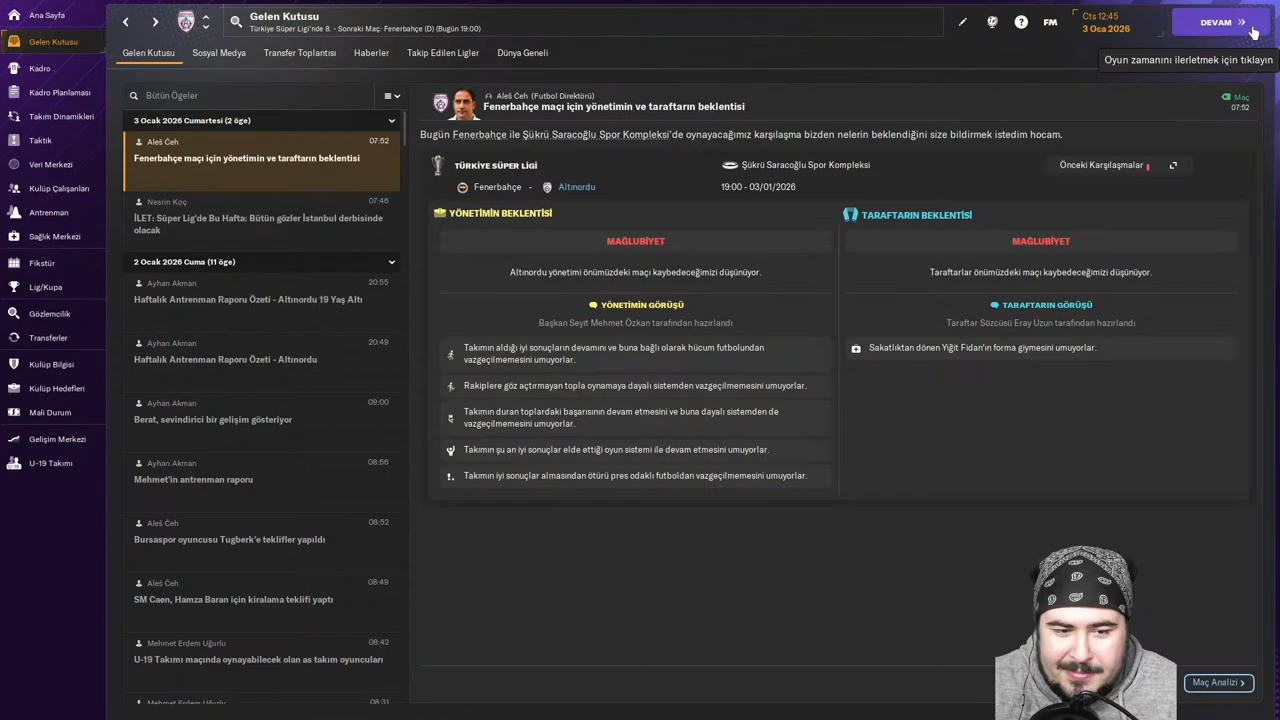 Ana Sayfa
Gelen Kutusu
Kadro
Kadro Planlaması
Takım Dinamikleri
Taktik
Veri Merkezi
Kulüp Çalışanları
Antrenman
Sağlık Merkezi
Fikstür
Lig/Kupa
Gözlemcilik
Transferler
Kulüp Bilgisi
Kulüp Hedefleri
Mali Durum
Gelişim Merkezi
U-19 Takımı
Gelen Kutusu
Türkiye Süper Lig'inde 8. - Sonraki Maç: Fenerbahçe (D) (Bugün 19:00)
FM
Cts 12:45
3 Oca 2026
DEVAM
Oyun zamanını ilerletmek için tıklayın
Gelen Kutusu
Sosyal Medya
Transfer Toplantısı
Haberler
Takip Edilen Ligler
Dünya Geneli
Bütün Ögeler
3 Ocak 2026 Cumartesi (2 öge)
Aleš Čeh
07:52
Fenerbahçe maçı için yönetim ve taraftarın beklentisi
Nesrin Koç
07:46
İLET: Süper Lig'de Bu Hafta: Bütün gözler İstanbul derbisinde
olacak
2 Ocak 2026 Cuma (11 öge)
Ayhan Akman
20:55
Haftalık Antrenman Raporu Özeti - Altınordu 19 Yaş Altı
Ayhan Akman
20:49
Haftalık Antrenman Raporu Özeti - Altınordu
Ayhan Akman
09:00
Berat, sevindirici bir gelişim gösteriyor
Ayhan Akman
08:56
Mehmet'in antrenman raporu
Aleš Čeh
08:52
Bursaspor oyuncusu Tugberk'e teklifler yapıldı
Aleš Čeh
08:49
SM Caen, Hamza Baran için kiralama teklifi yaptı
Mehmet Erdem Uğurlu
08:42
U-19 Takımı maçında oynayabilecek olan as takım oyuncuları
Mehmet Erdem Uğurlu
08:31
Aleš Čeh (Futbol Direktörü)
Fenerbahçe maçı için yönetimin ve taraftarın beklentisi
Maç
07:52
Bugün Fenerbahçe ile Şükrü Saracoğlu Spor Kompleksi'de oynayacağımız karşılaşma bizden nelerin beklendiğini size bildirmek istedim hocam.
TÜRKİYE SÜPER LİGİ
Şükrü Saracoğlu Spor Kompleksi
Önceki Karşılaşmalar
Fenerbahçe - Altınordu
19:00 - 03/01/2026
YÖNETİMİN BEKLENTİSİ
MAĞLUBİYET
Altınordu yönetimi önümüzdeki maçı kaybedeceğimizi düşünüyor.
YÖNETİMİN GÖRÜŞÜ
Başkan Seyit Mehmet Özkan tarafından hazırlandı
Takımın aldığı iyi sonuçların devamını ve buna bağlı olarak hücum futbolundan
vazgeçilmemesini umuyorlar.
Rakiplere göz açtırmayan topla oynamaya dayalı sistemden vazgeçilmemesini umuyorlar.
Takımın duran toplardaki başarısının devam etmesini ve buna dayalı sistemden de
vazgeçilmemesini umuyorlar.
Takımın şu an iyi sonuçlar elde ettiği oyun sistemi ile devam etmesini umuyorlar.
Takımın iyi sonuçlar almasından ötürü pres odaklı futboldan vazgeçilmemesini umuyorlar.
TARAFTARIN BEKLENTİSİ
MAĞLUBİYET
Taraftarlar önümüzdeki maçı kaybedeceğimizi düşünüyor.
TARAFTARIN GÖRÜŞÜ
Taraftar Sözcüsü Eray Uzun tarafından hazırlandı
Sakatlıktan dönen Yiğit Fidan'ın forma giymesini umuyorlar.
Maç Analizi